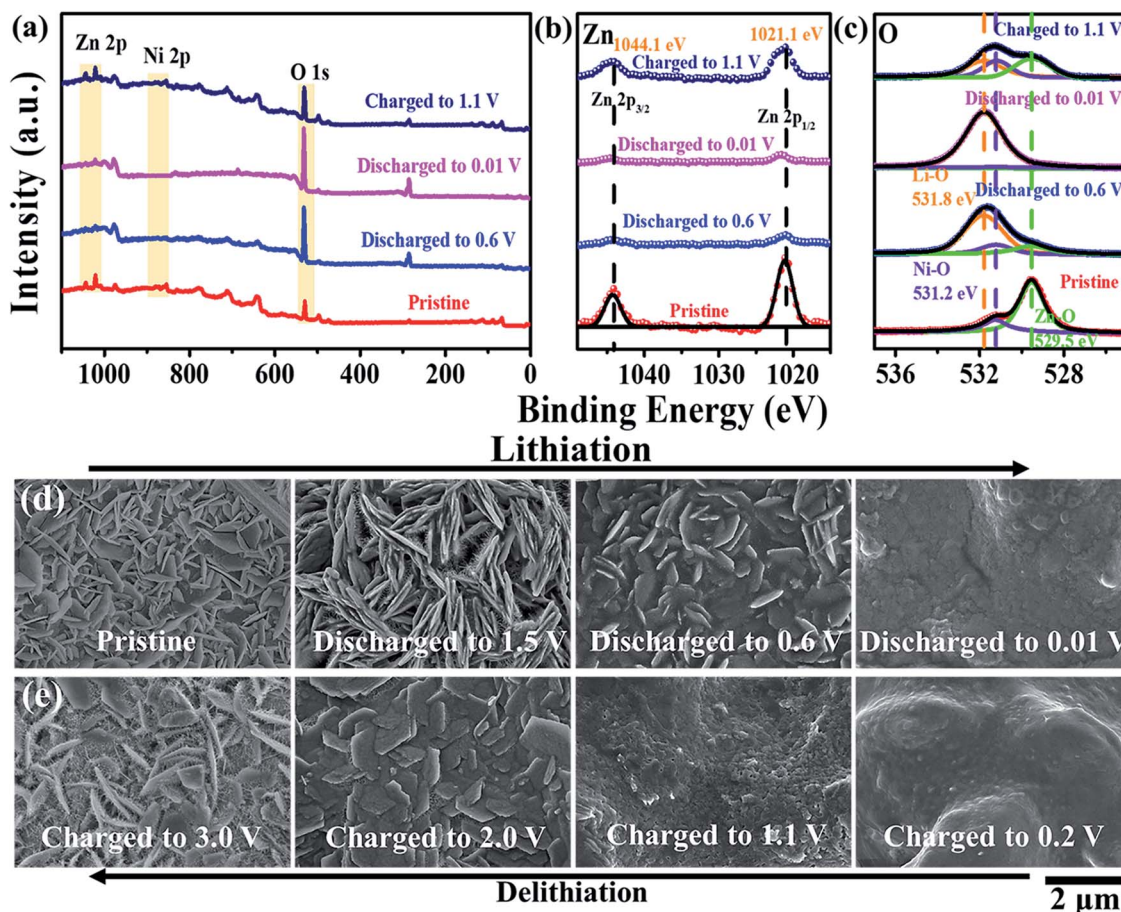 (a)
Zn 2p
Ni 2p
O 1s
Charged to 1.1 V
Discharged to 0.01 V
Discharged to 0.6 V
Pristine
Intensity (a.u.)
1000 800 600 400 200 0
(b) Zn
1044.1 eV 1021.1 eV
Charged to 1.1 V
Zn 2p3/2
Zn 2p1/2
Discharged to 0.01 V
Discharged to 0.6 V
Pristine
1040 1030 1020
(c) O
Charged to 1.1 V
Discharged to 0.01 V
Li-O
531.8 eV
Discharged to 0.6 V
Ni-O
531.2 eV
Pristine
Zn-O
529.5 eV
536 532 528
Binding Energy (eV)
Lithiation
(d)
Pristine
Discharged to 1.5 V
Discharged to 0.6 V
Discharged to 0.01 V
(e)
Charged to 3.0 V
Charged to 2.0 V
Charged to 1.1 V
Charged to 0.2 V
Delithiation
2 μm